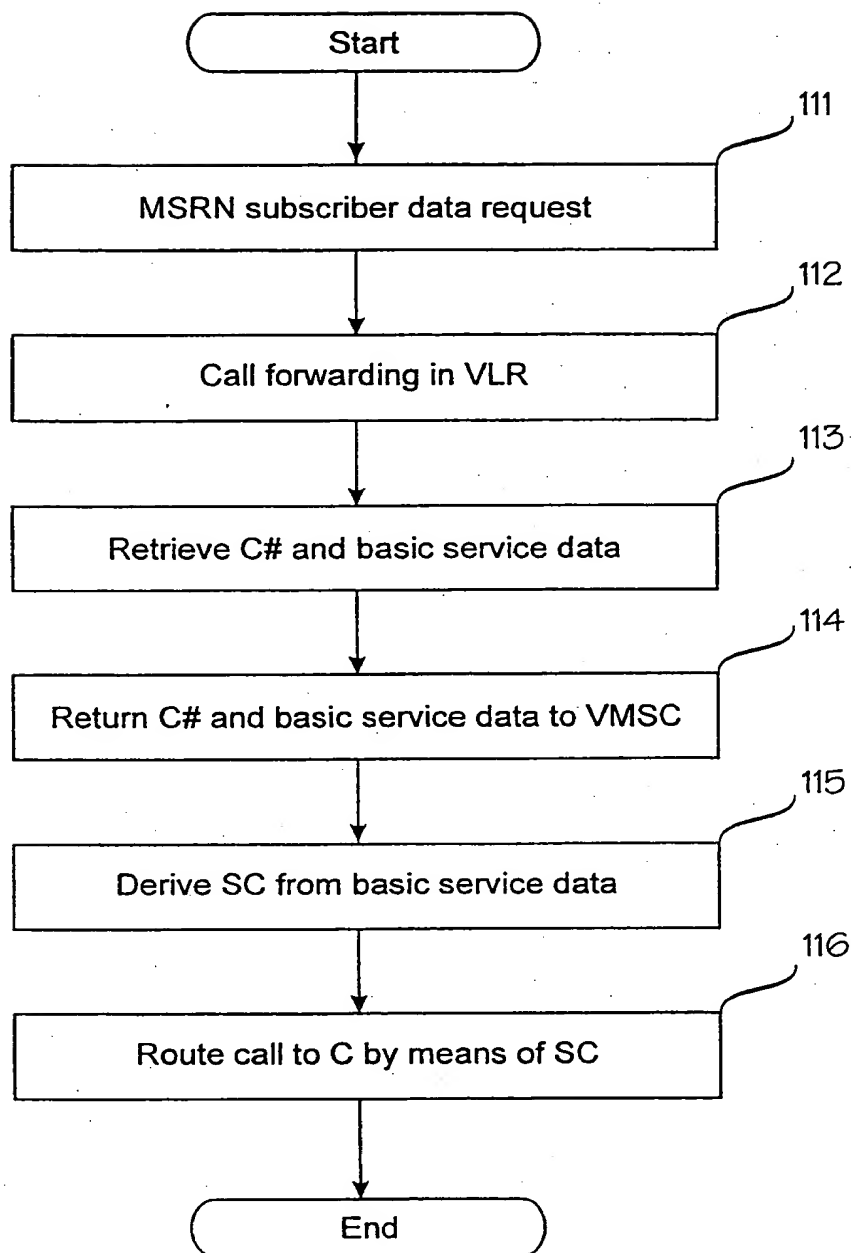 Start
111
MSRN subscriber data request
112
Call forwarding in VLR
113
Retrieve C# and basic service data
114
Return C# and basic service data to VMSC
115
Derive SC from basic service data
116
Route call to C by means of SC
End